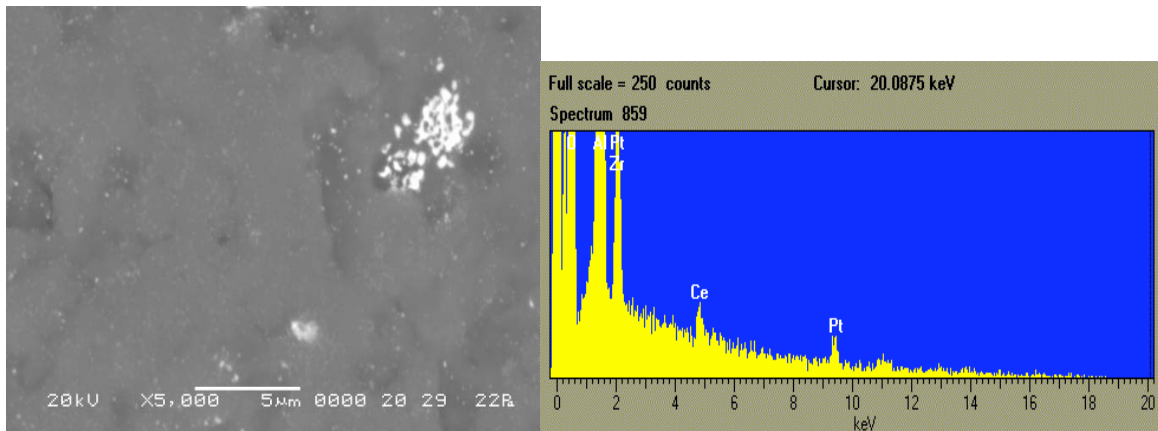 20kV X5,000 5μm 0000 20 29 22Pa
Full scale = 250 counts Cursor: 20.0875 keV
Spectrum 859
O Al Pt
Zr
Ce
Pt
0 2 4 6 8 10 12 14 16 18 20
keV